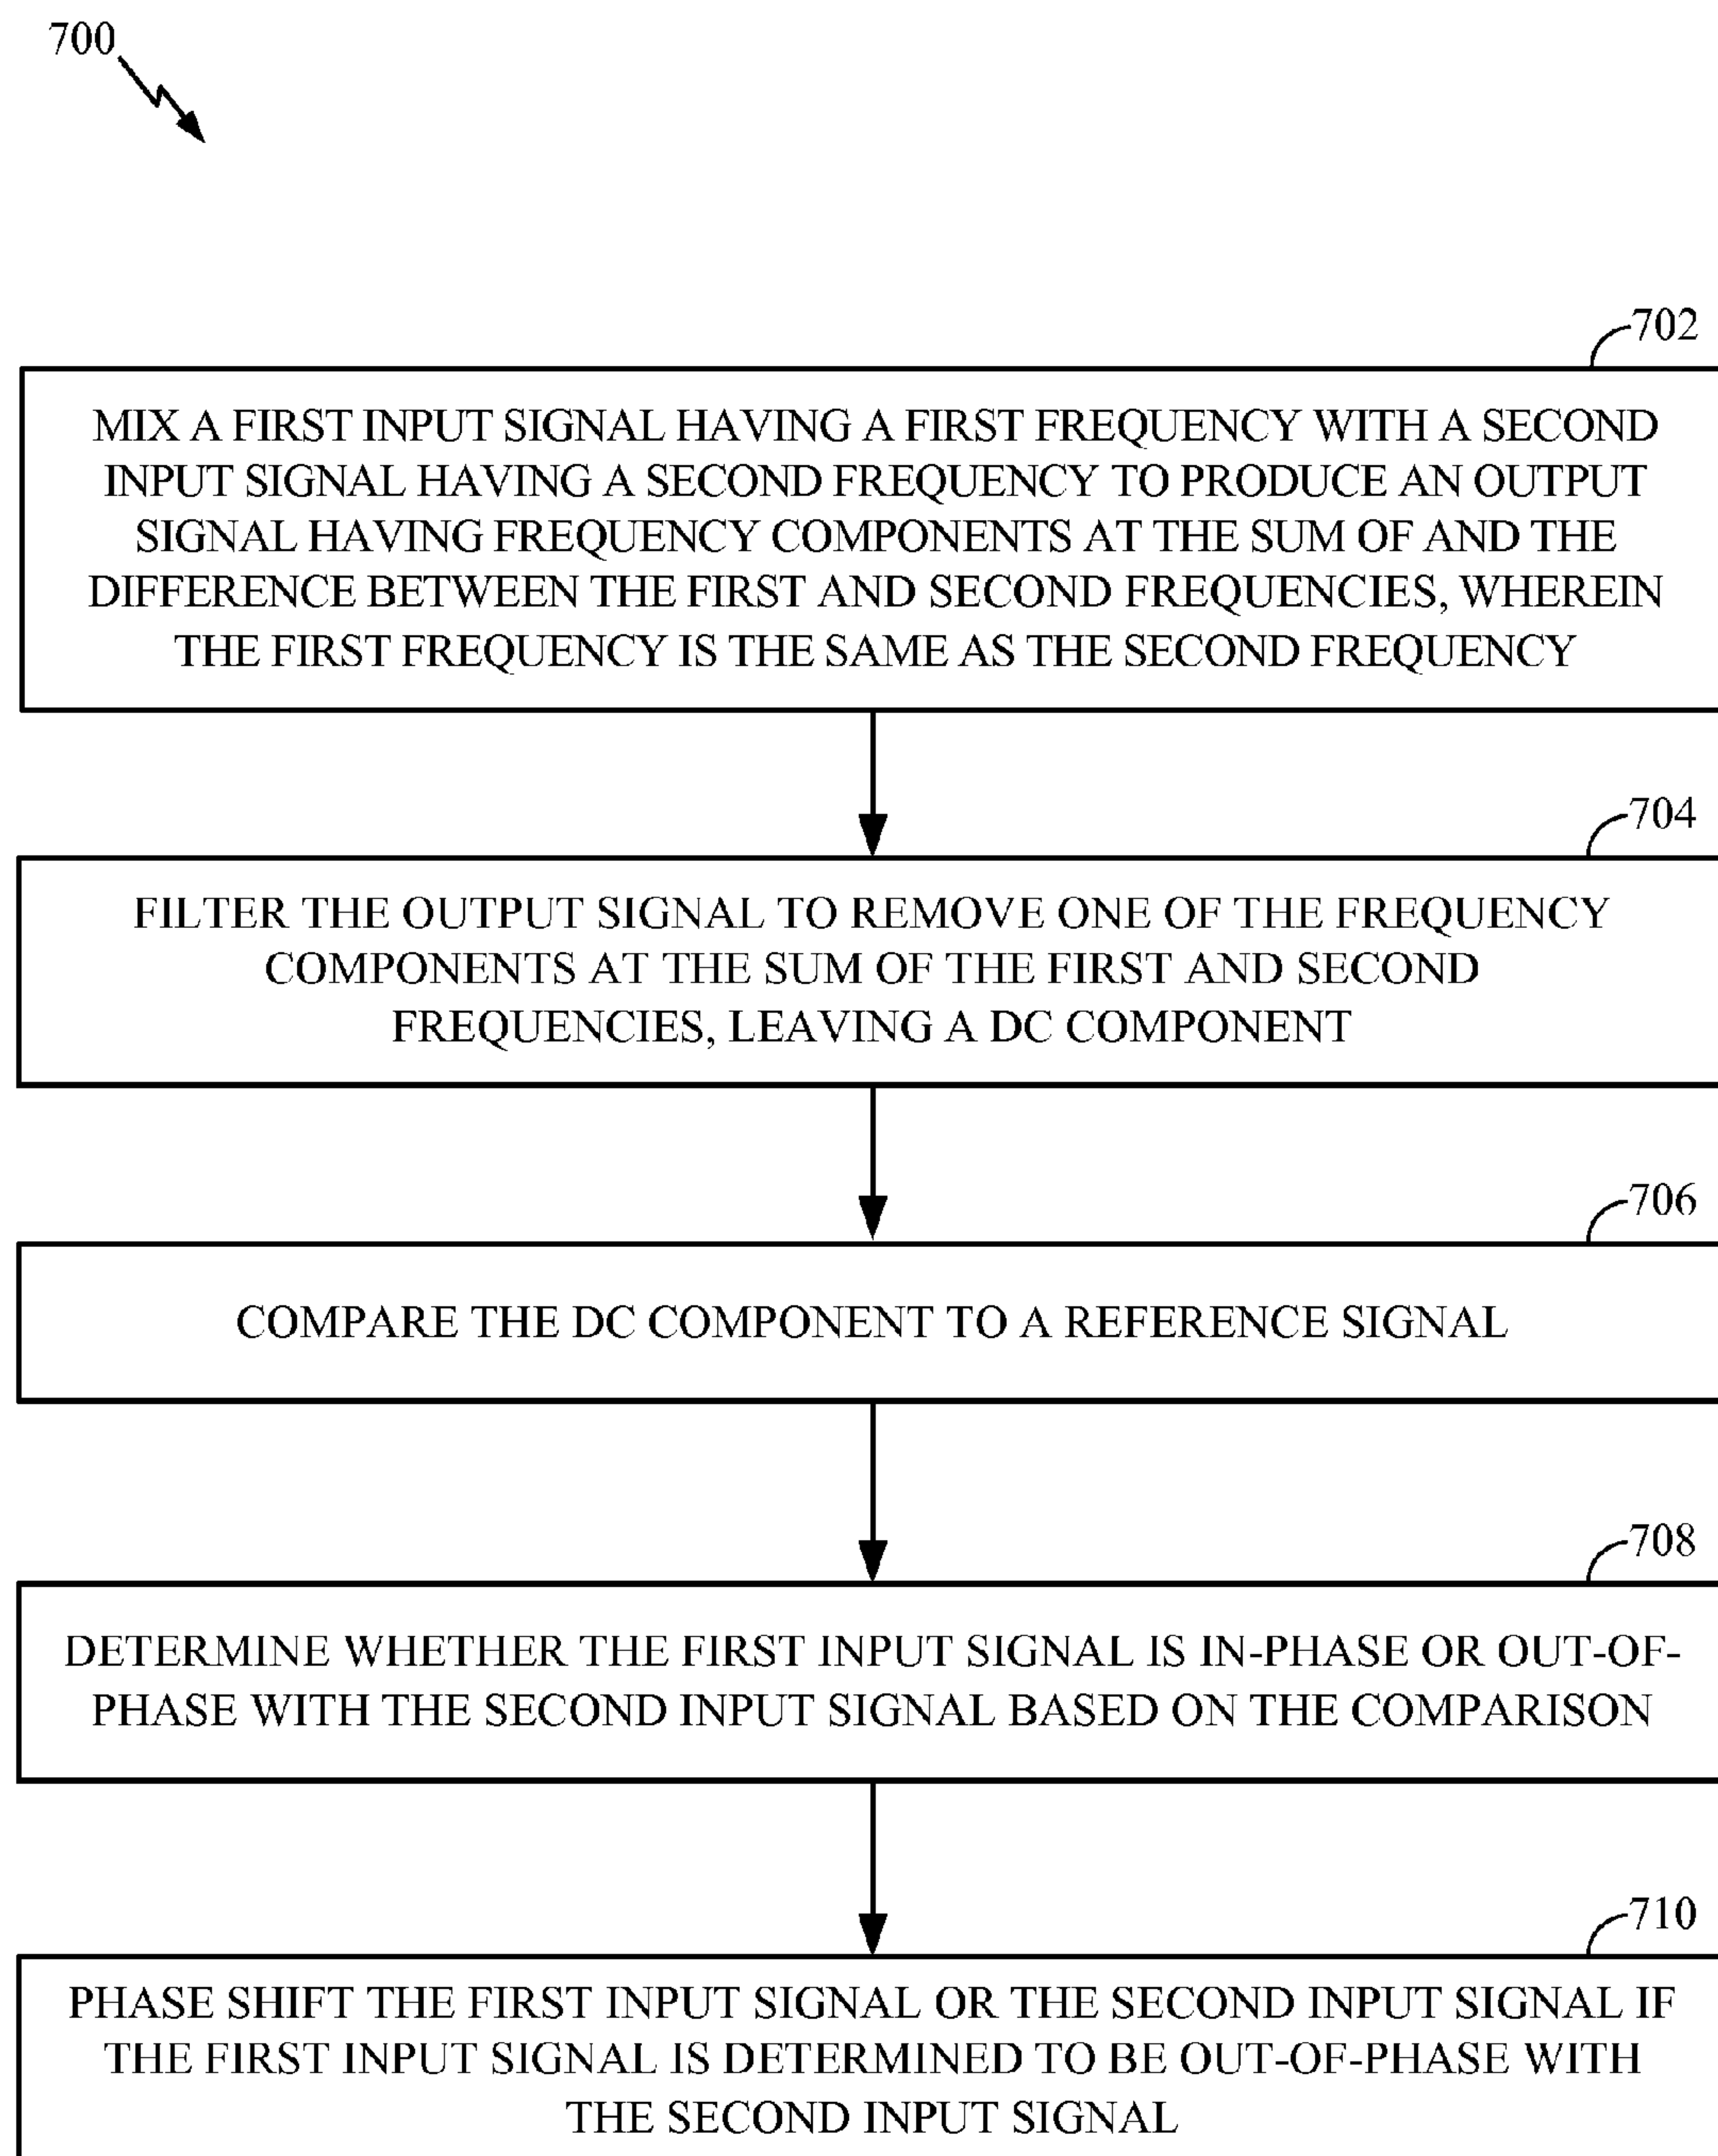 700
702
MIX A FIRST INPUT SIGNAL HAVING A FIRST FREQUENCY WITH A SECOND
INPUT SIGNAL HAVING A SECOND FREQUENCY TO PRODUCE AN OUTPUT
SIGNAL HAVING FREQUENCY COMPONENTS AT THE SUM OF AND THE
DIFFERENCE BETWEEN THE FIRST AND SECOND FREQUENCIES, WHEREIN
THE FIRST FREQUENCY IS THE SAME AS THE SECOND FREQUENCY
704
FILTER THE OUTPUT SIGNAL TO REMOVE ONE OF THE FREQUENCY
COMPONENTS AT THE SUM OF THE FIRST AND SECOND
FREQUENCIES, LEAVING A DC COMPONENT
706
COMPARE THE DC COMPONENT TO A REFERENCE SIGNAL
708
DETERMINE WHETHER THE FIRST INPUT SIGNAL IS IN-PHASE OR OUT-OF-
PHASE WITH THE SECOND INPUT SIGNAL BASED ON THE COMPARISON
710
PHASE SHIFT THE FIRST INPUT SIGNAL OR THE SECOND INPUT SIGNAL IF
THE FIRST INPUT SIGNAL IS DETERMINED TO BE OUT-OF-PHASE WITH
THE SECOND INPUT SIGNAL